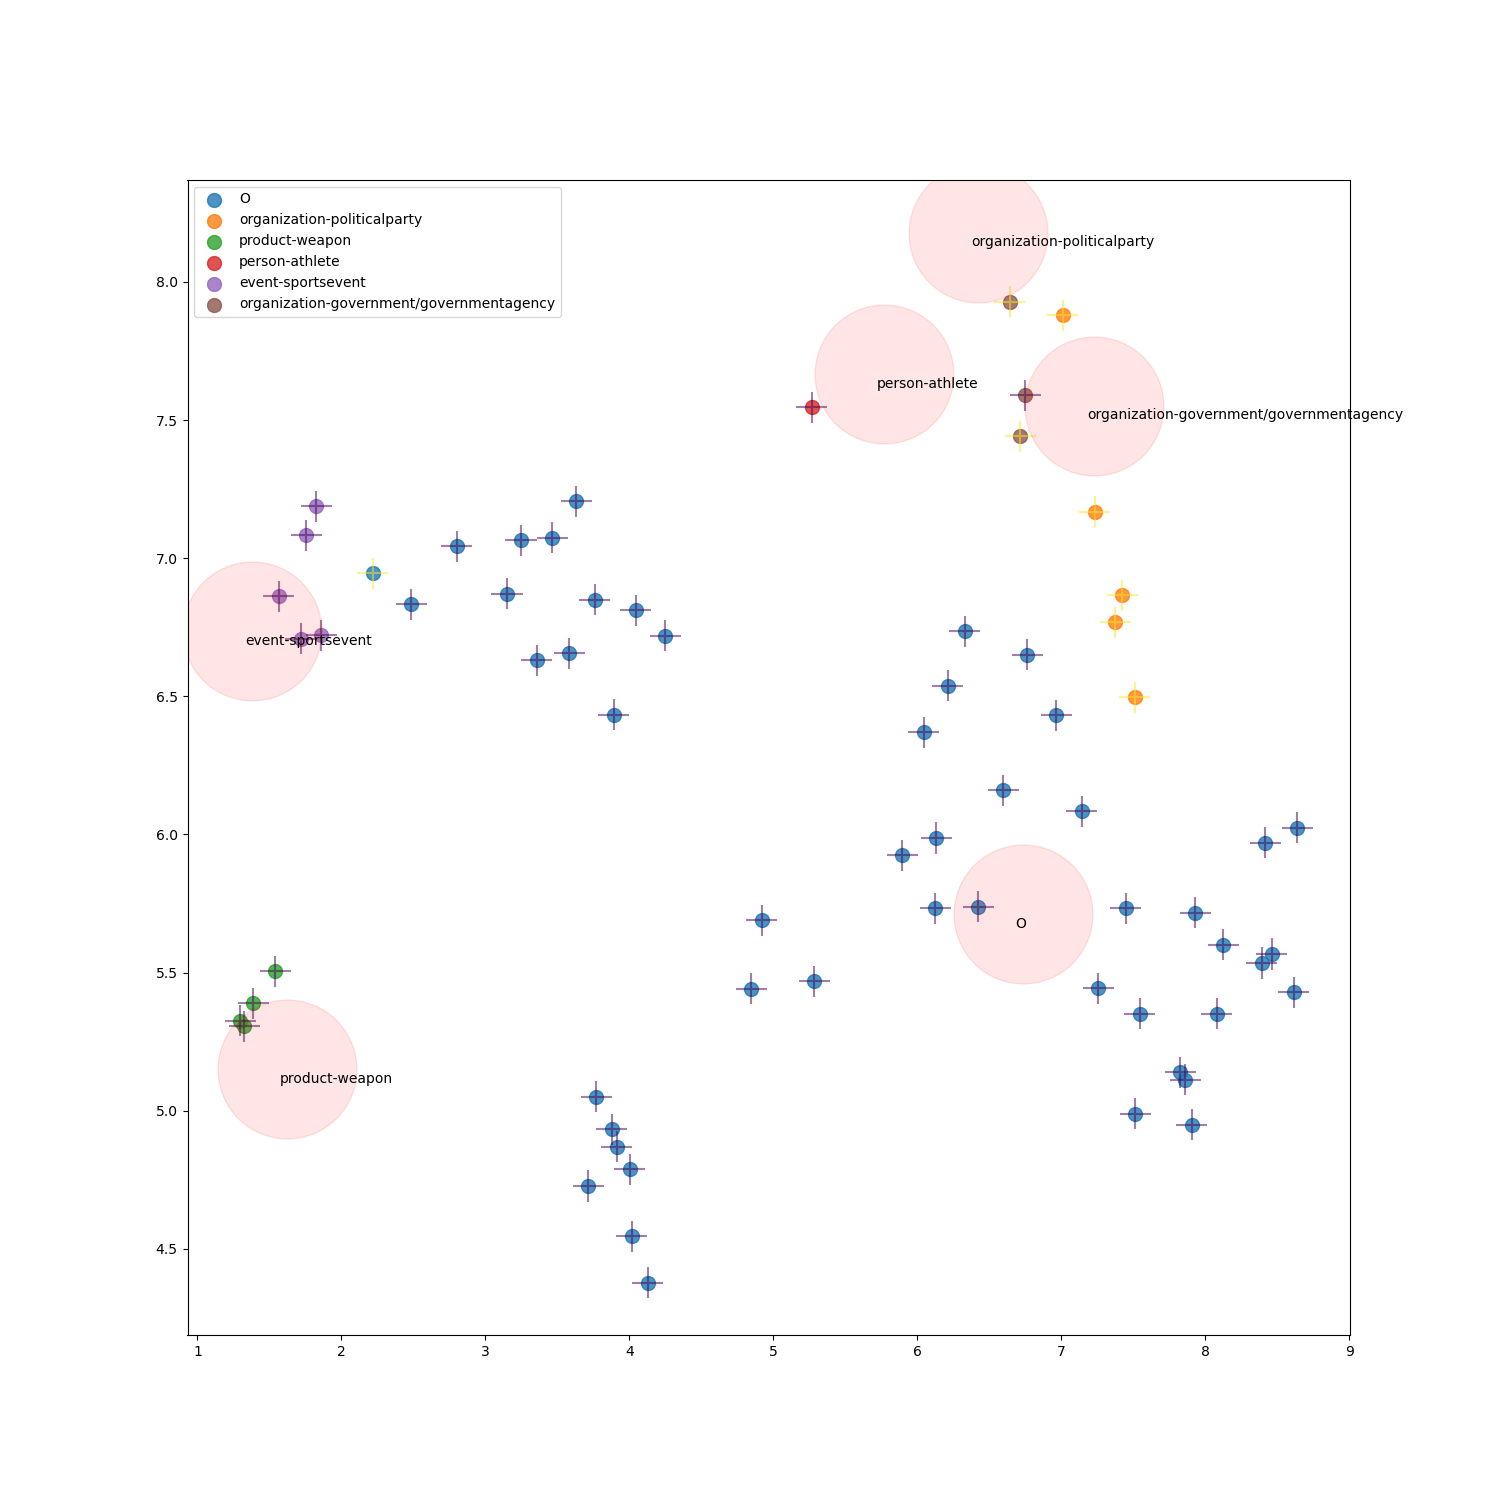 O
organization-politicalparty
product-weapon
person-athlete
event-sportsevent
organization-government/governmentagency
organization-politicalparty
8.0
person-athlete
organization-government/governmentagency
7.5
7.0
event-sportsevent
6.5
6.0
O
5.5
product-weapon
5.0
4.5
1 2 3 4 5 6 7 8 9